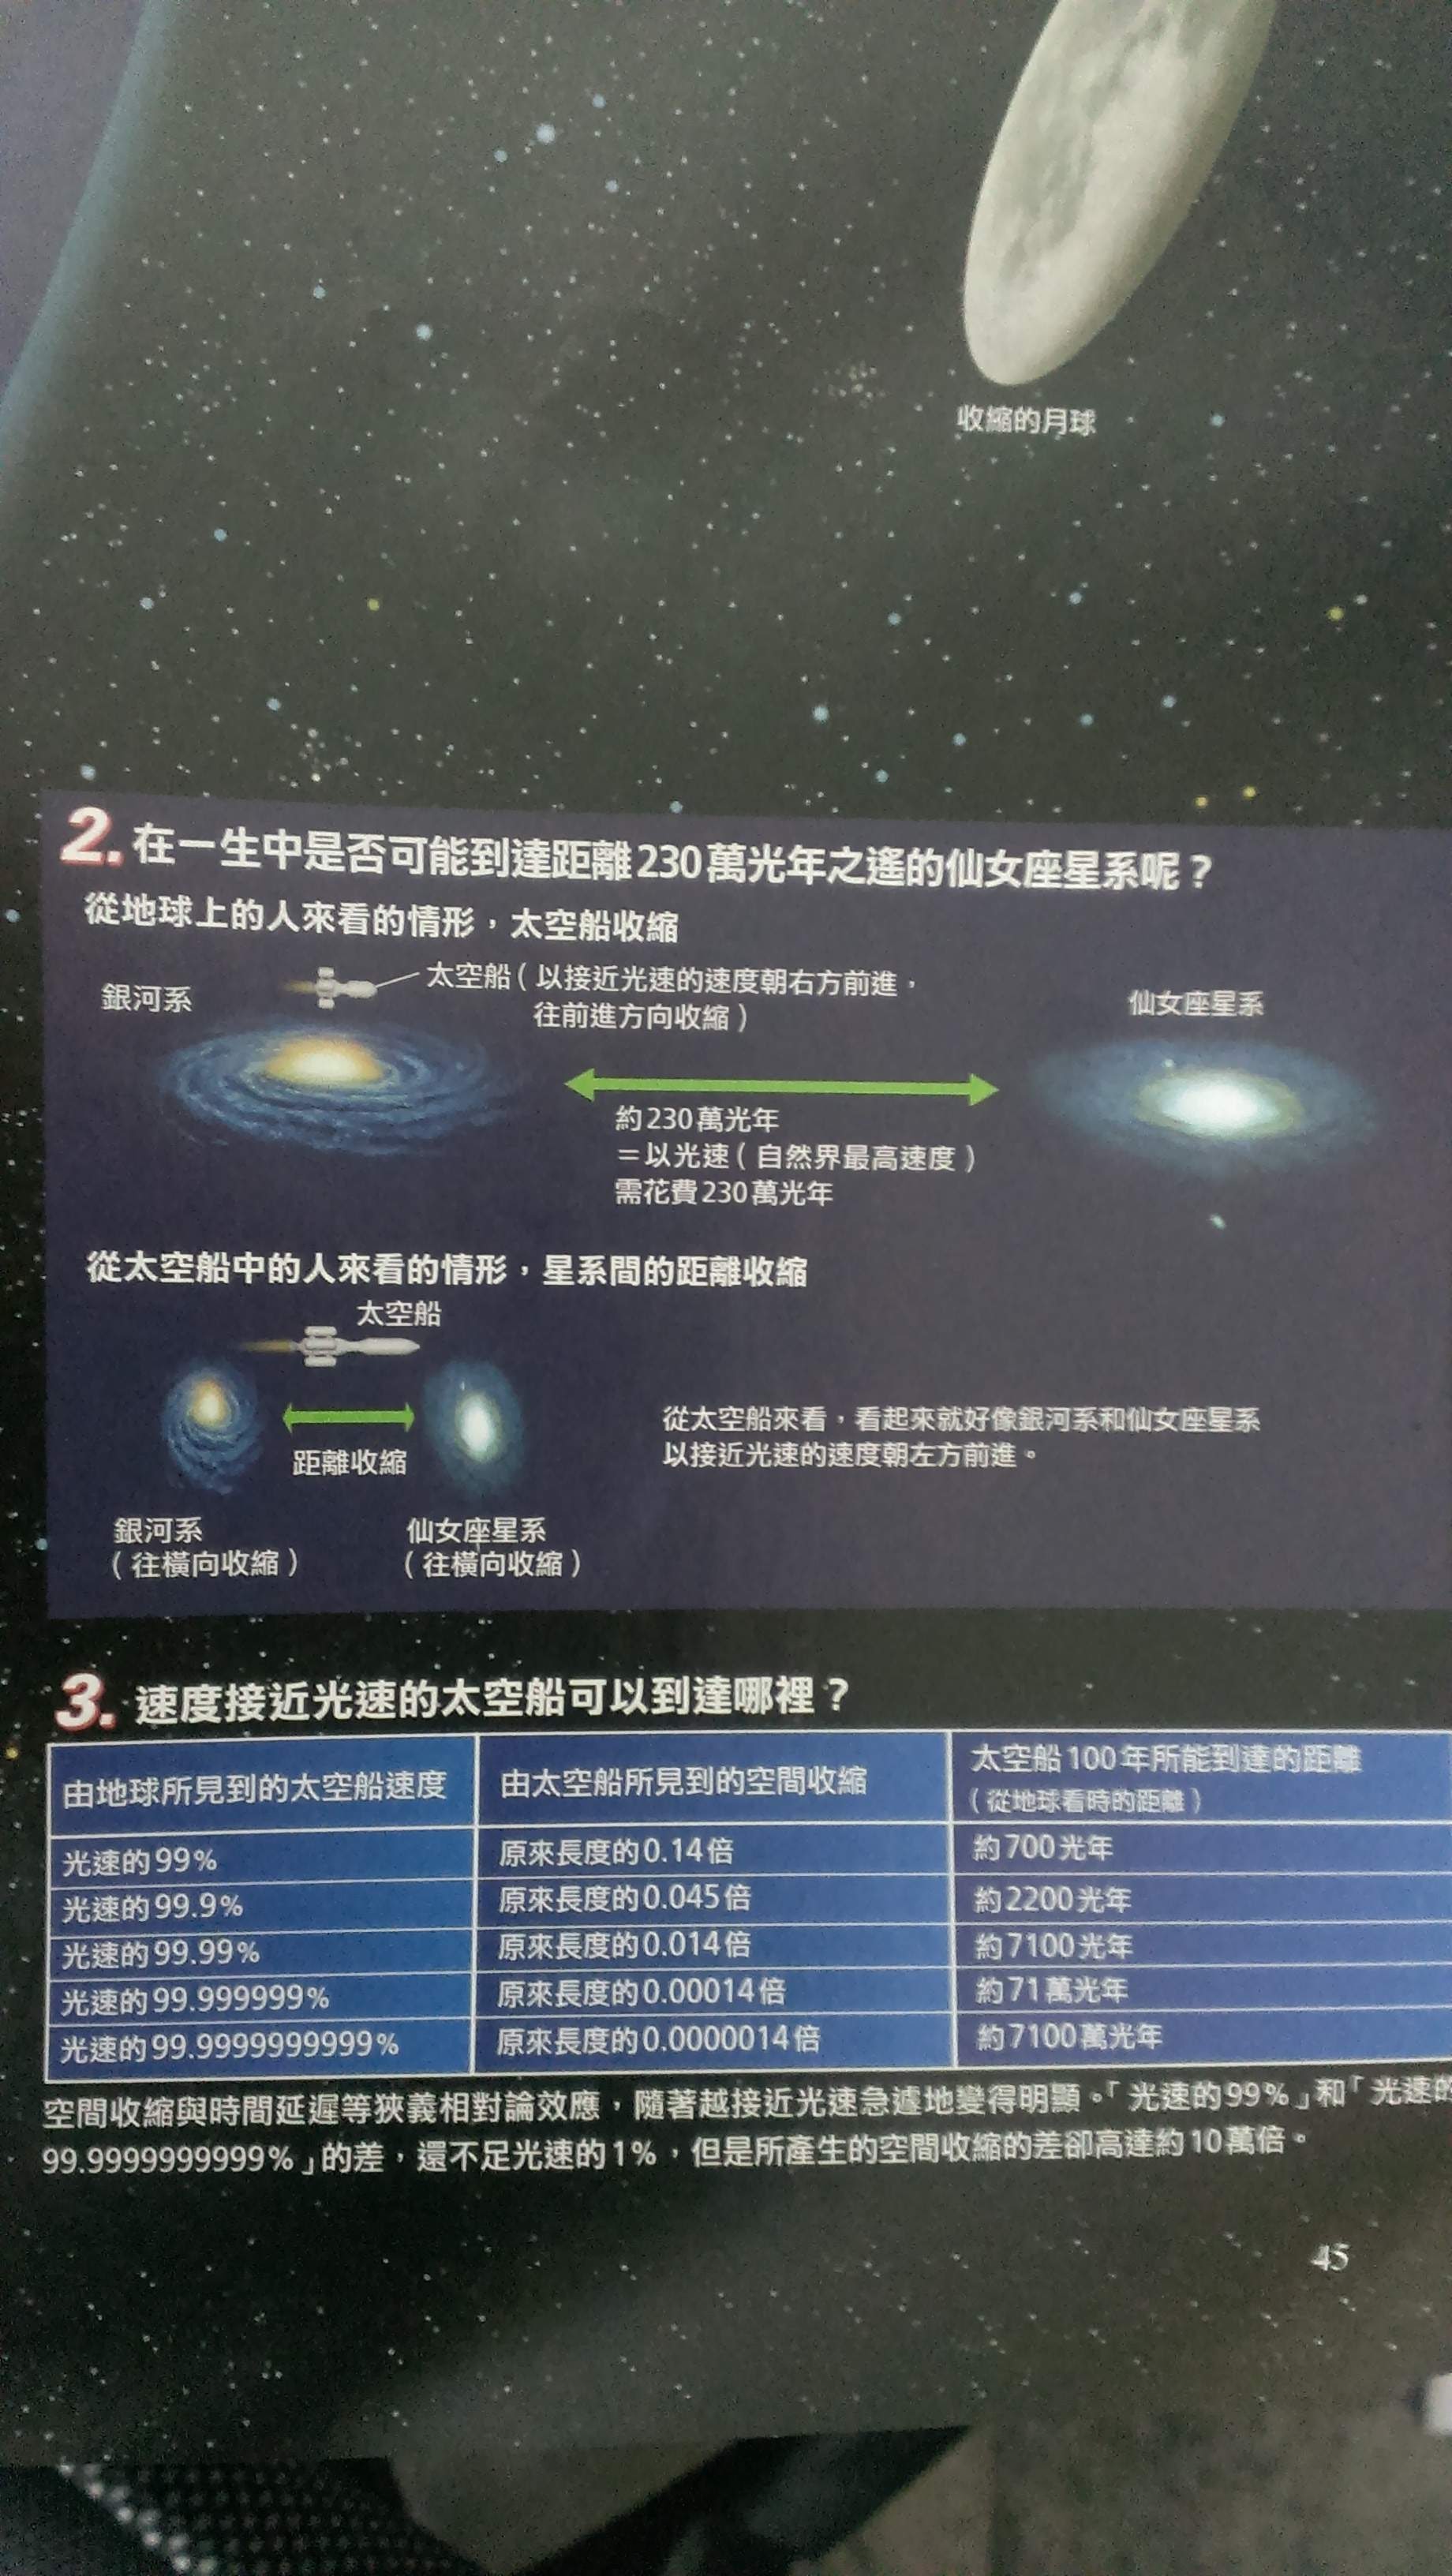 收縮的月球
2. 在一生中是否可能到達距離230萬光年之遙的仙女座星系呢？
從地球上的人來看的情形，太空船收縮
銀河系
太空船（以接近光速的速度朝右方前進，
往前進方向收縮）
仙女座星系
約230萬光年
＝以光速（自然界最高速度）
需花費230萬光年
從太空船中的人來看的情形，星系間的距離收縮
太空船
距離收縮
從太空船來看，看起來就好像銀河系和仙女座星系
以接近光速的速度朝左方前進。
銀河系
（往橫向收縮）
仙女座星系
（往橫向收縮）
3. 速度接近光速的太空船可以到達哪裡？
由地球所見到的太空船速度
由太空船所見到的空間收縮
太空船100年所能到達的距離
（從地球看時的距離）
光速的99%
原來長度的0.14倍
約700光年
光速的99.9%
原來長度的0.045倍
約2200光年
光速的99.99%
原來長度的0.014倍
約7100光年
光速的99.999999%
原來長度的0.00014倍
約71萬光年
光速的99.9999999999%
原來長度的0.0000014倍
約7100萬光年
空間收縮與時間延遲等狹義相對論效應，隨著越接近光速急遽地變得明顯。「光速的99%」和「光速的
99.9999999999%」的差，還不足光速的1%，但是所產生的空間收縮的差卻高達約10萬倍。
45